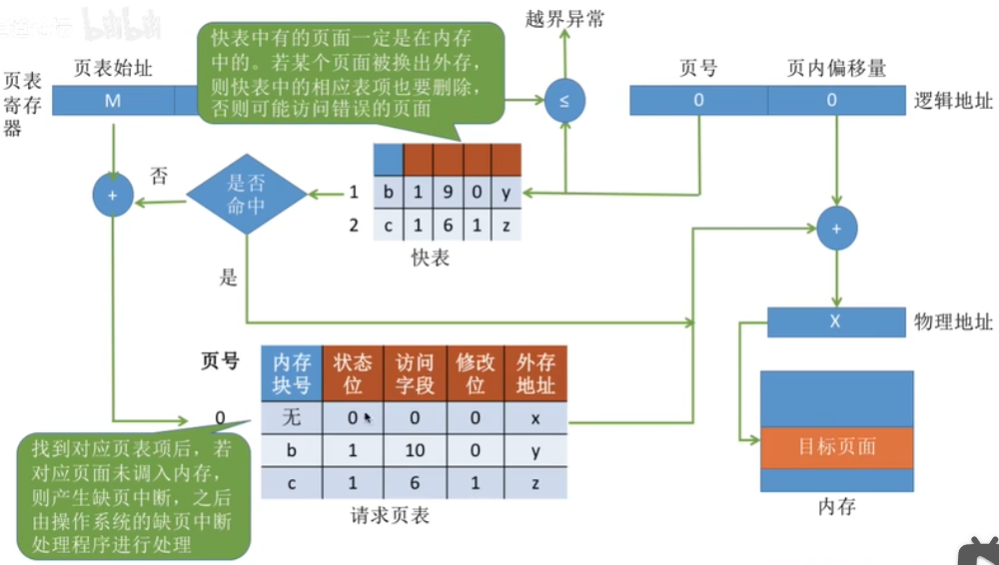 bilibili
越界异常
快表中有的页面一定是在内存
中的。若某个页面被换出外存，
则快表中的相应表项也要删除，
否则可能访问错误的页面
页表始址
页号 页内偏移量
页表
寄存
器
M
≤
0 0
逻辑地址
否
+
是否
命中
1 b 1 9 0 y
2 c 1 6 1 z
快表
+
是
X
物理地址
页号
内存
块号
状态
位
访问
字段
修改
位
外存
地址
0 无 0 0 0 x
b 1 10 0 y
c 1 6 1 z
请求页表
找到对应页表项后，若
对应页面未调入内存，
则产生缺页中断，之后
由操作系统的缺页中断
处理程序进行处理
目标页面
内存